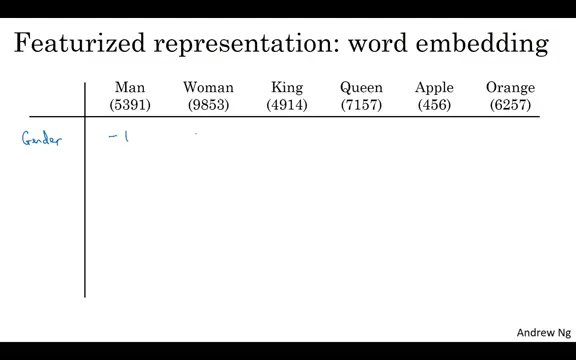 Featurized representation: word embedding
Man Woman King Queen Apple Orange
(5391) (9853) (4914) (7157) (456) (6257)
Gender -1
Andrew Ng